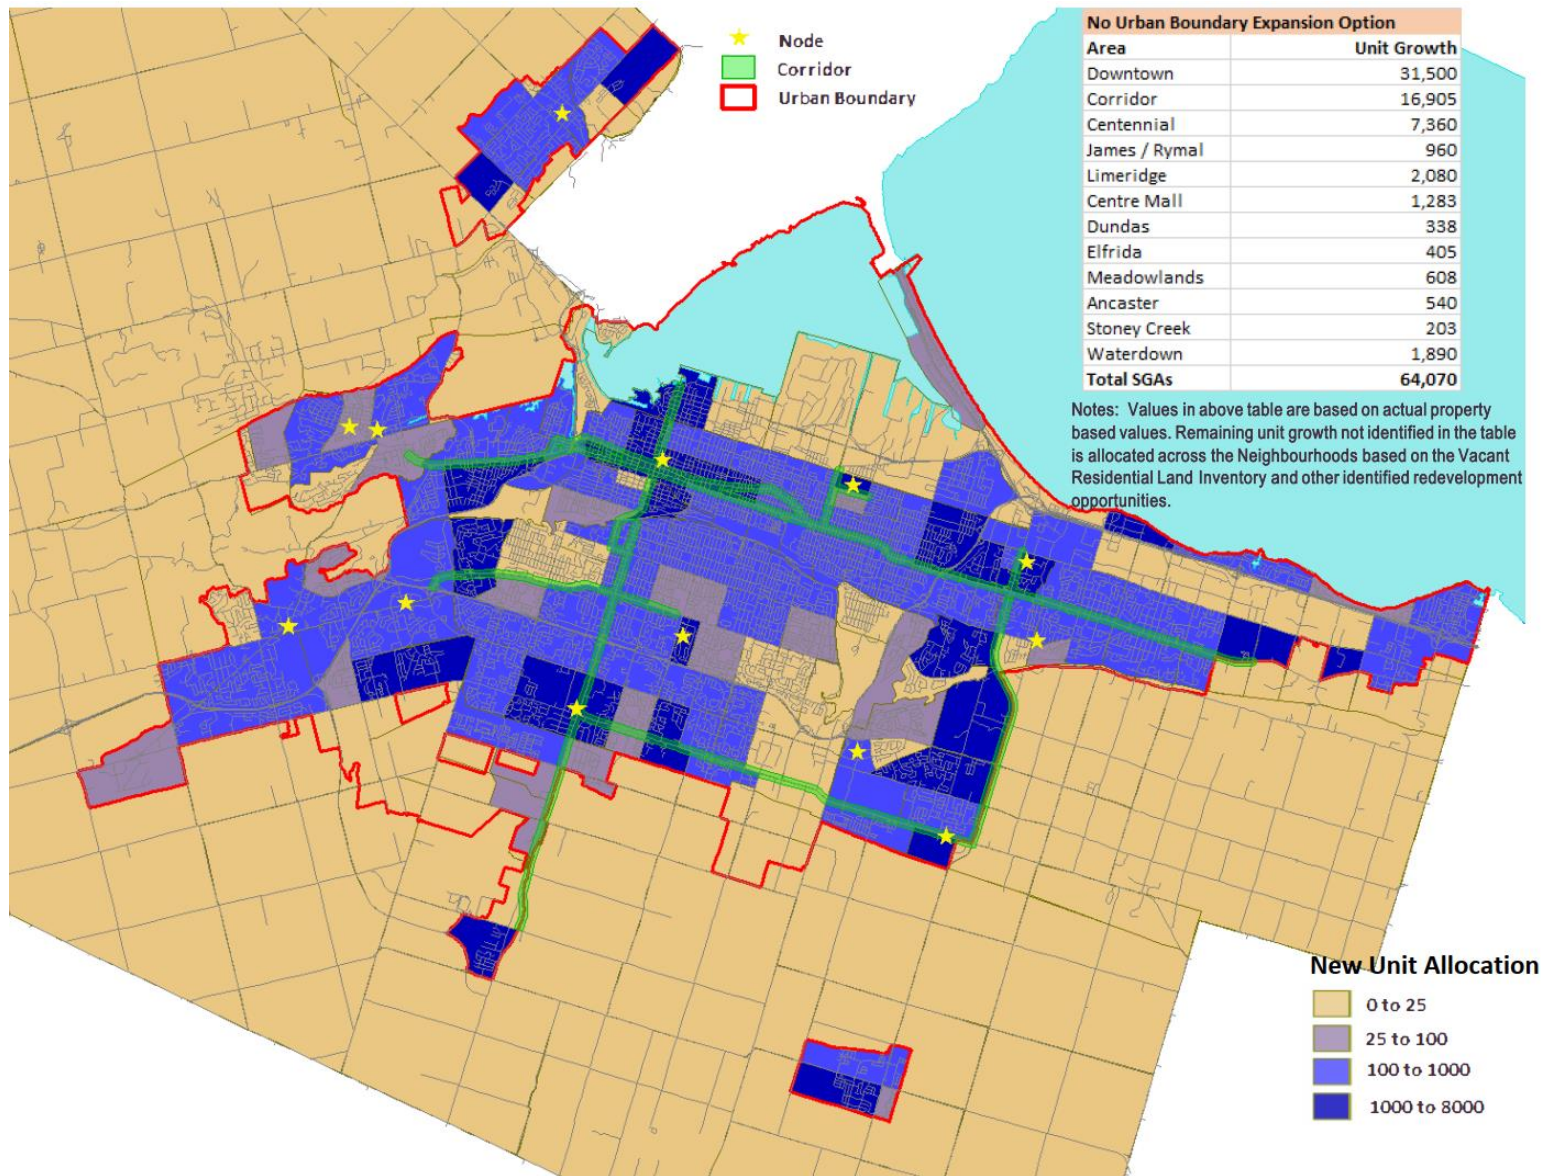 Node
Corridor
Urban Boundary
No Urban Boundary Expansion Option
Area Unit Growth
Downtown 31,500
Corridor 16,905
Centennial 7,360
James / Rymal 960
Limeridge 2,080
Centre Mall 1,283
Dundas 338
Elfrida 405
Meadowlands 608
Ancaster 540
Stoney Creek 203
Waterdown 1,890
Total SGAs 64,070
Notes: Values in above table are based on actual property
based values. Remaining unit growth not identified in the table
is allocated across the Neighbourhoods based on the Vacant
Residential Land Inventory and other identified redevelopment
opportunities.
New Unit Allocation
0 to 25
25 to 100
100 to 1000
1000 to 8000